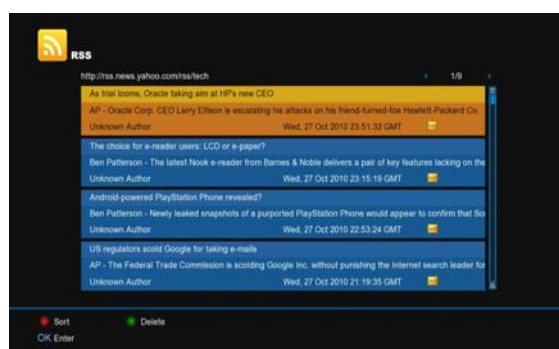 RSS
http://rss.news.yahoo.com/rss/tech 1/9
As trial looms, Oracle taking aim at HP's new CEO
AP - Oracle Corp. CEO Larry Ellison is escalating his attacks on his friend-turned-foe Hewlett-Packard Co.
Unknown Author Wed, 27 Oct 2010 23:51:32 GMT
The choice for e-reader users: LCD or e-paper?
Ben Patterson - The latest Nook e-reader from Barnes & Noble delivers a pair of key features lacking on the
Unknown Author Wed, 27 Oct 2010 23:15:19 GMT
Android-powered PlayStation Phone revealed?
Ben Patterson - Newly leaked snapshots of a purported PlayStation Phone would appear to confirm that So
Unknown Author Wed, 27 Oct 2010 22:53:24 GMT
US regulators scold Google for taking e-mails
AP - The Federal Trade Commission is scolding Google Inc. without punishing the Internet search leader for
Unknown Author Wed, 27 Oct 2010 21:19:35 GMT
Sort Delete
OK Enter